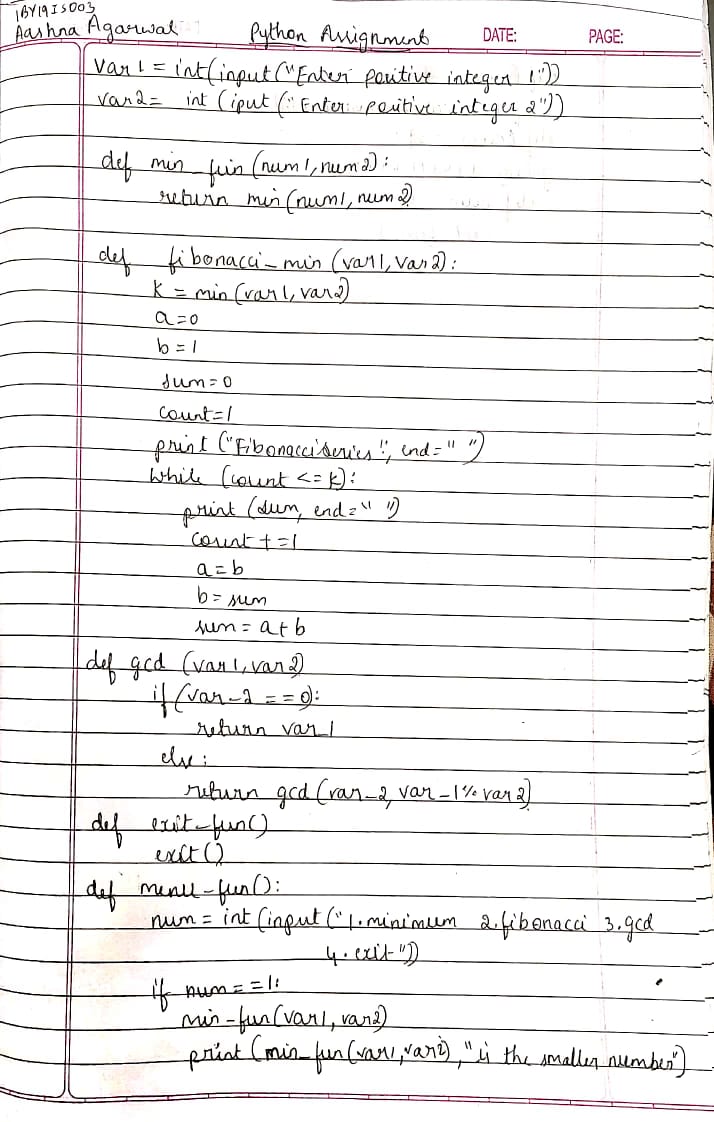 1BY19IS003
Aashna Agarwal Python Assignment DATE: PAGE:
Var1 = int(input("Enter positive integer 1"))
var2= int (iput ("Enter positive integer 2"))
def min_fun (num1, num2):
return min (num1, num2)
def fibonacci_min (var1, var2):
K = min (var1, var2)
a=0
b=1
sum=0
count=1
print ("Fibonacci series", end=" ")
while (count <= k):
print (sum, end=" ")
count +=1
a=b
b= sum
sum= a+b
def gcd (var1, var2)
if (var_2 == 0):
return var_1
else:
return gcd (var_2, var_1 % var2)
def exit_fun()
exit ()
def menu_fun():
num = int (input ("1.minimum 2.fibonacci 3.gcd
4.exit"))
if num==1:
min_fun(var1, var2)
print (min_fun(var1, var2), "is the smaller number")